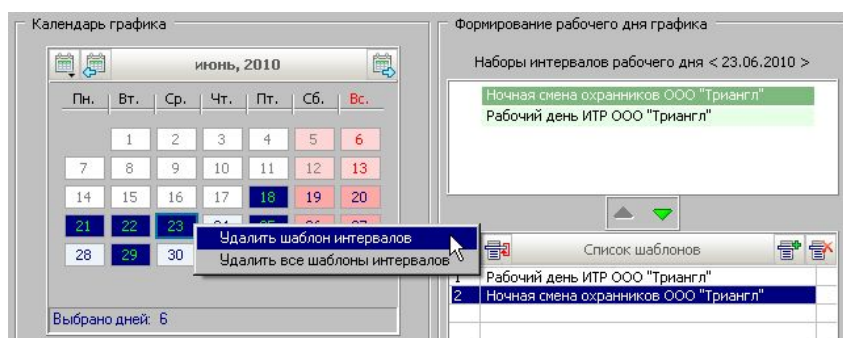 Календарь графика
июнь, 2010
Пн. Вт. Ср. Чт. Пт. Сб. Вс.
1 2 3 4 5 6
7 8 9 10 11 12 13
14 15 16 17 18 19 20
21 22 23
28 29 30
Удалить шаблон интервалов
Удалить все шаблоны интервалов
Выбрано дней: 6
Формирование рабочего дня графика
Наборы интервалов рабочего дня < 23.06.2010 >
Ночная смена охранников ООО "Триангл"
Рабочий день ИТР ООО "Триангл"
Список шаблонов
1 Рабочий день ИТР ООО "Триангл"
2 Ночная смена охранников ООО "Триангл"